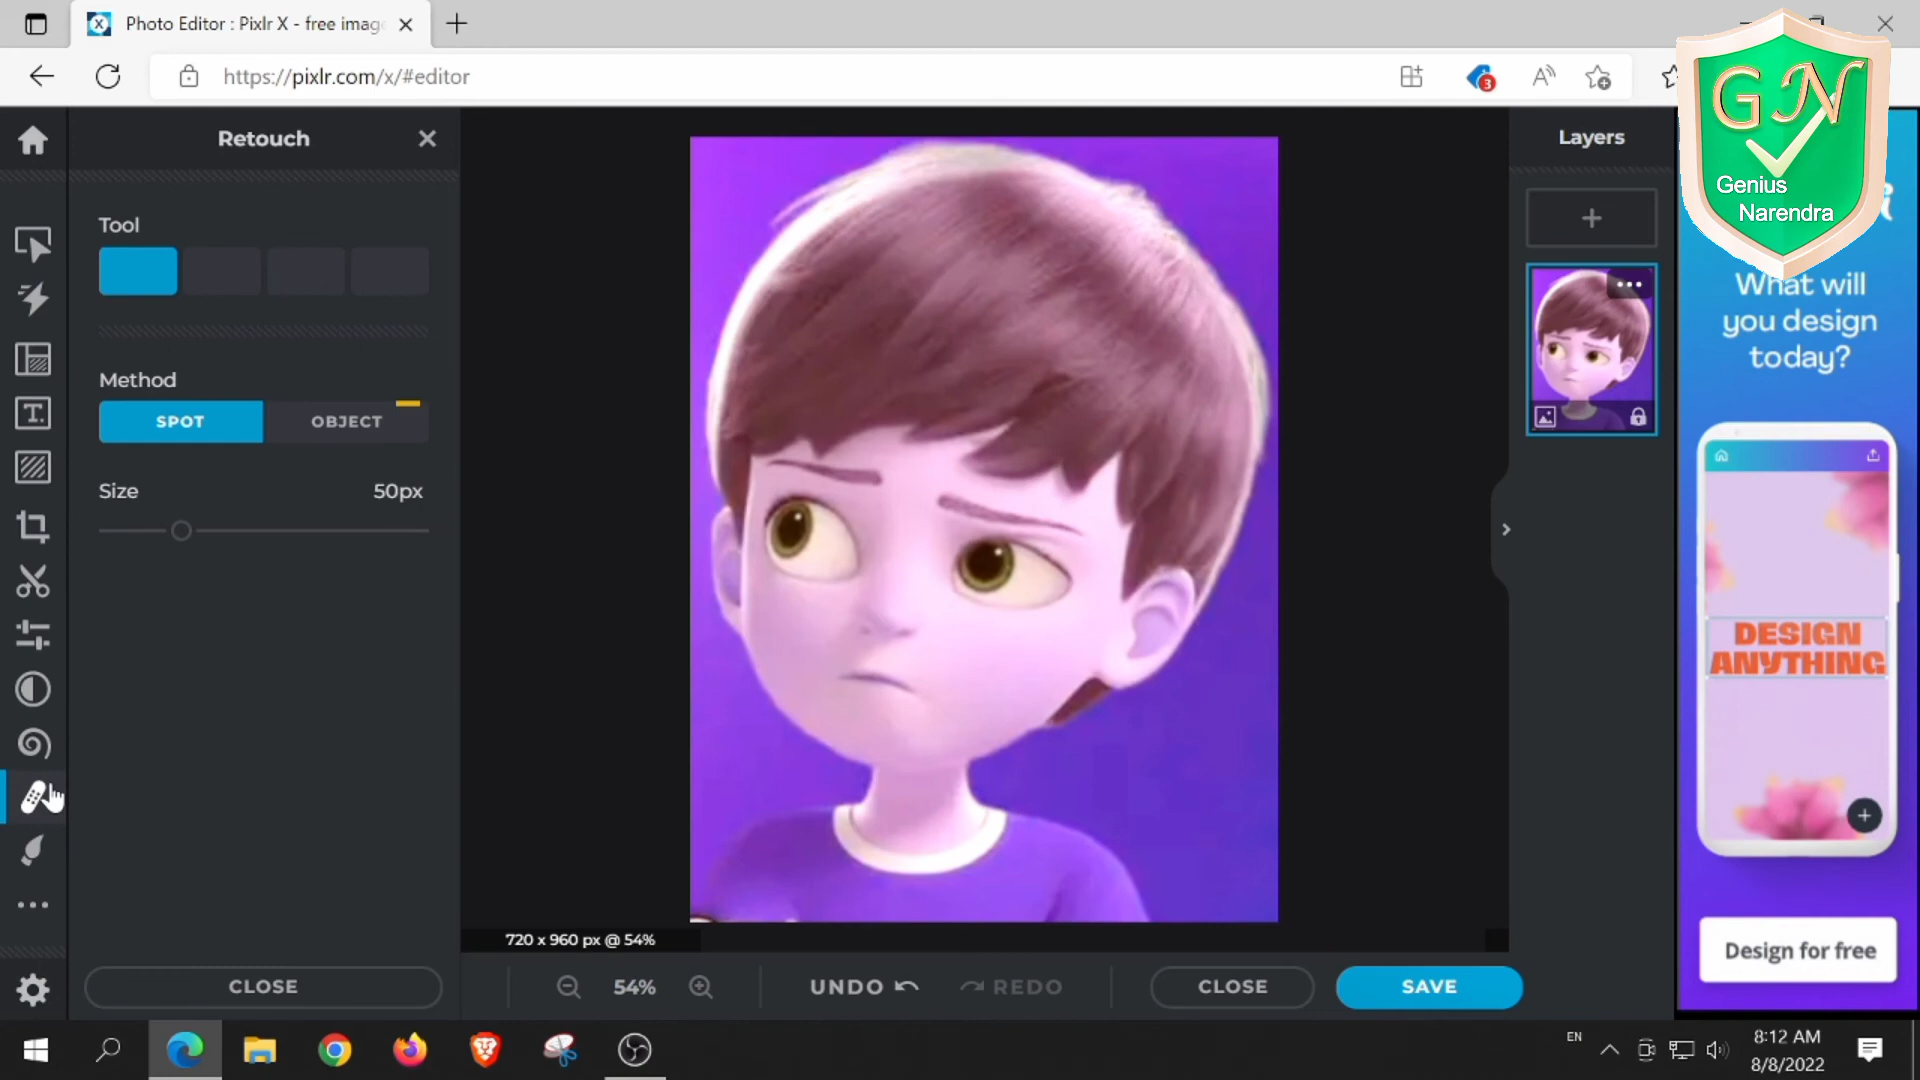 Photo Editor : Pixlr X - free imag
https://pixlr.com/x/#editor
3
G N
Genius
Narendra
Retouch
Layers
Tool
Method
SPOT
OBJECT
Size
50px
720 x 960 px @ 54%
CLOSE
54%
UNDO
REDO
CLOSE
SAVE
What will
you design
today?
DESIGN
ANYTHING
Design for free
EN
8:12 AM
8/8/2022